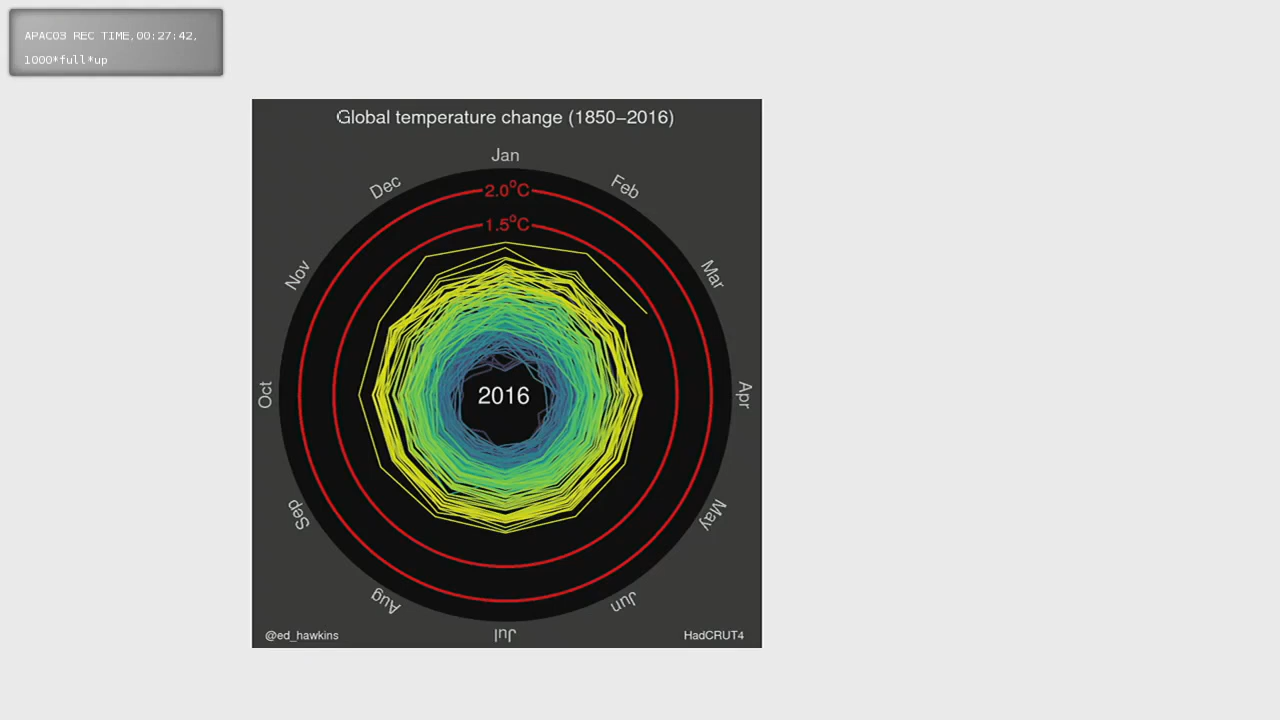 APAC03 REC TIME,00:27:42,
1000*full*up
Global temperature change (1850–2016)
Jan
Feb
Mar
Apr
May
Jun
Jul
Aug
Sep
Oct
Nov
Dec
2.0°C
1.5°C
2016
@ed_hawkins
HadCRUT4